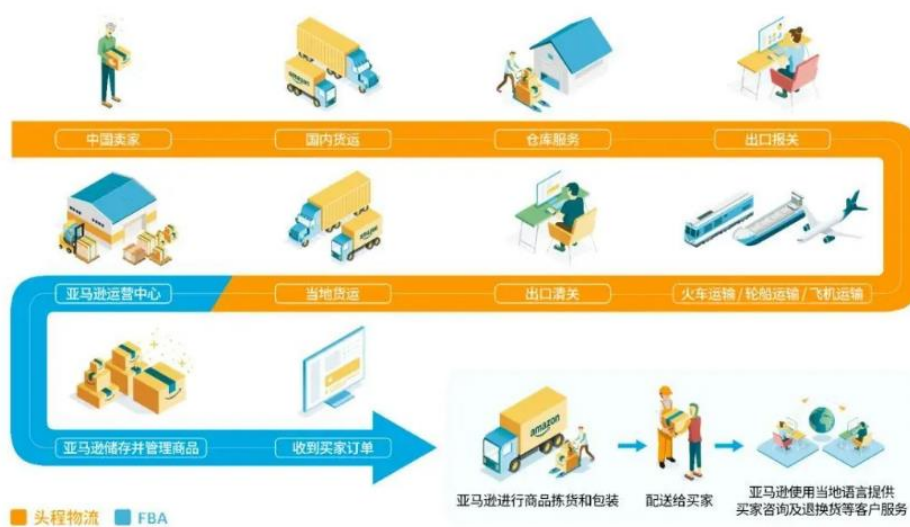 中国卖家
国内货运
仓库服务
出口报关
火车运输/轮船运输/飞机运输
出口清关
当地货运
亚马逊运营中心
亚马逊储存并管理商品
收到买家订单
amazon
amazon
amazon
亚马逊进行商品拣货和包装
配送给买家
亚马逊使用当地语言提供
买家咨询及退换货等客户服务
头程物流
FBA